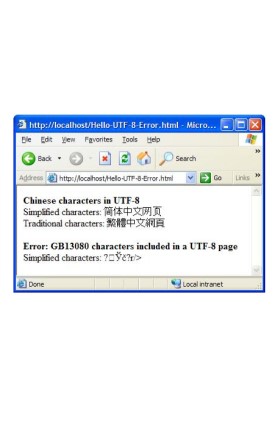 http://localhost/Hello-UTF-8-Error.html - Micro...
File Edit View Favorites Tools Help »
Back Search »
Address http://localhost/Hello-UTF-8-Error.html Go Links »
Chinese characters in UTF-8
Simplified characters: 简体中文网页
Traditional characters: 繁體中文網頁
Error: GB13080 characters included in a UTF-8 page
Simplified characters: ?□Ÿè?r/>
Done Local intranet